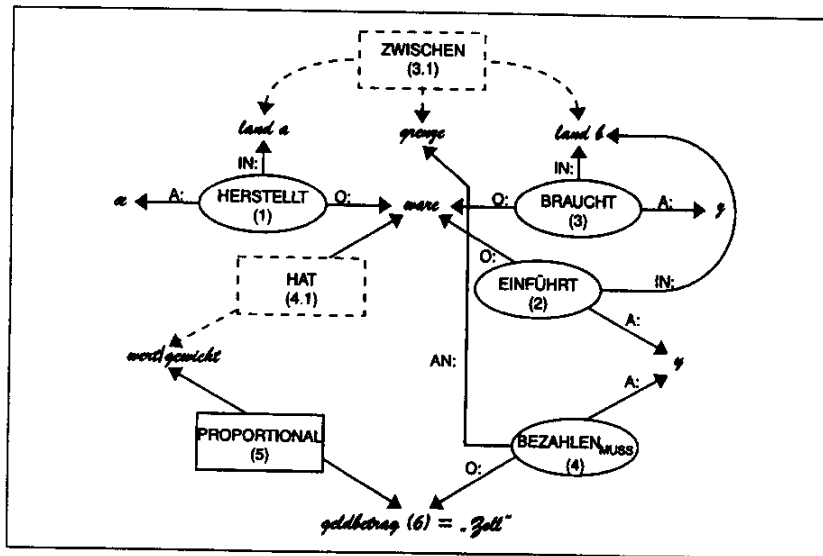 ZWISCHEN
(3.1)
land a
grenze
land b
IN:
IN:
x
A:
HERSTELLT
(1)
O:
ware
O:
BRAUCHT
(3)
A:
z
HAT
(4.1)
O:
EINFÜHRT
(2)
IN:
A:
wert/gewicht
AN:
y
A:
PROPORTIONAL
(5)
BEZAHLEN MUSS
(4)
O:
geldbetrag (6) = „Zoll“